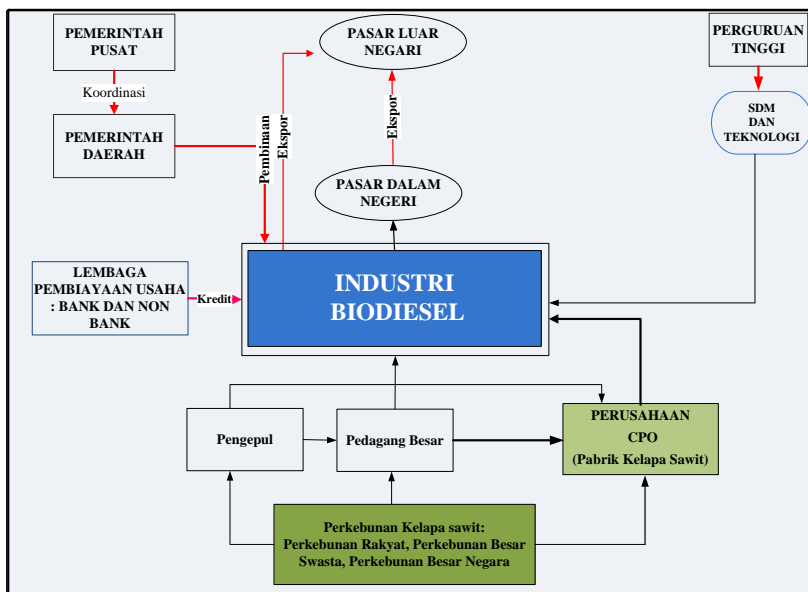 PEMERINTAH
PUSAT
Koordinasi
PEMERINTAH
DAERAH
Pembinaan
Ekspor
PASAR LUAR
NEGARI
Ekspor
PASAR DALAM
NEGERI
PERGURUAN
TINGGI
SDM
DAN
TEKNOLOGI
LEMBAGA
PEMBIAYAAN USAHA
: BANK DAN NON
BANK
Kredit
INDUSTRI
BIODIESEL
Pengepul
Pedagang Besar
PERUSAHAAN
CPO
(Pabrik Kelapa Sawit)
Perkebunan Kelapa sawit:
Perkebunan Rakyat, Perkebunan Besar
Swasta, Perkebunan Besar Negara